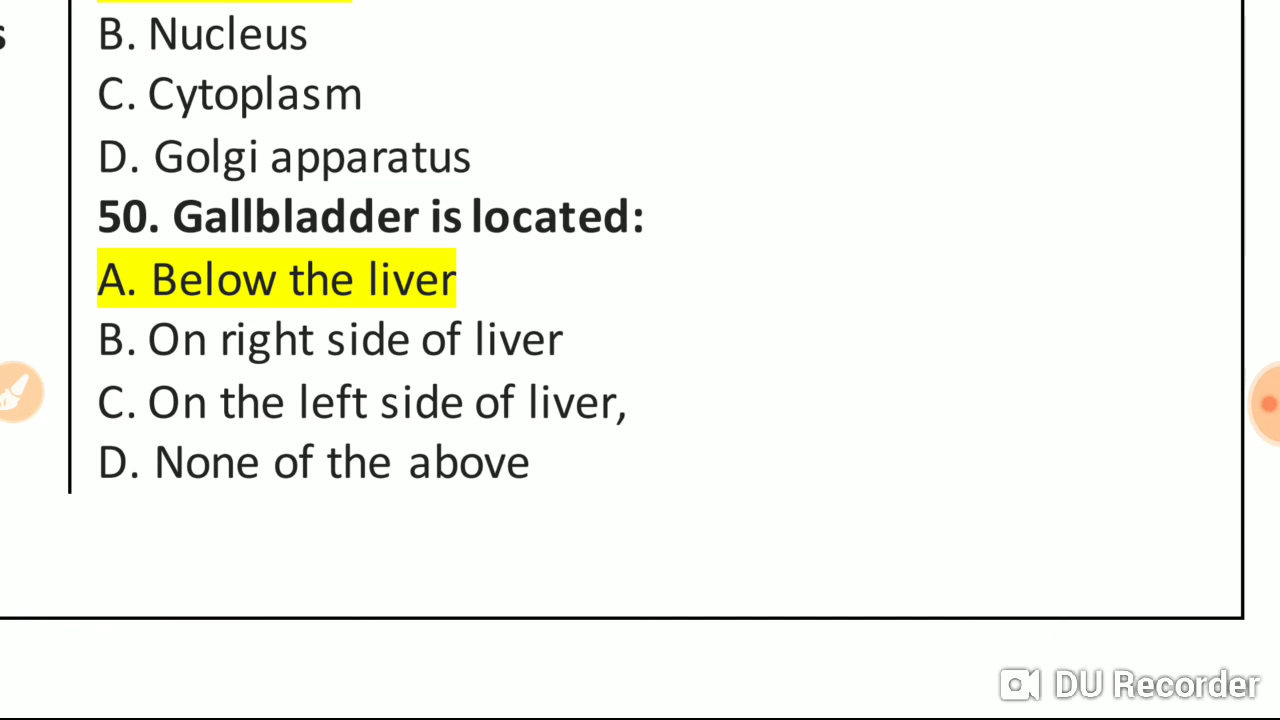 s
B. Nucleus
C. Cytoplasm
D. Golgi apparatus
50. Gallbladder is located:
A. Below the liver
B. On right side of liver
C. On the left side of liver,
D. None of the above
DU Recorder